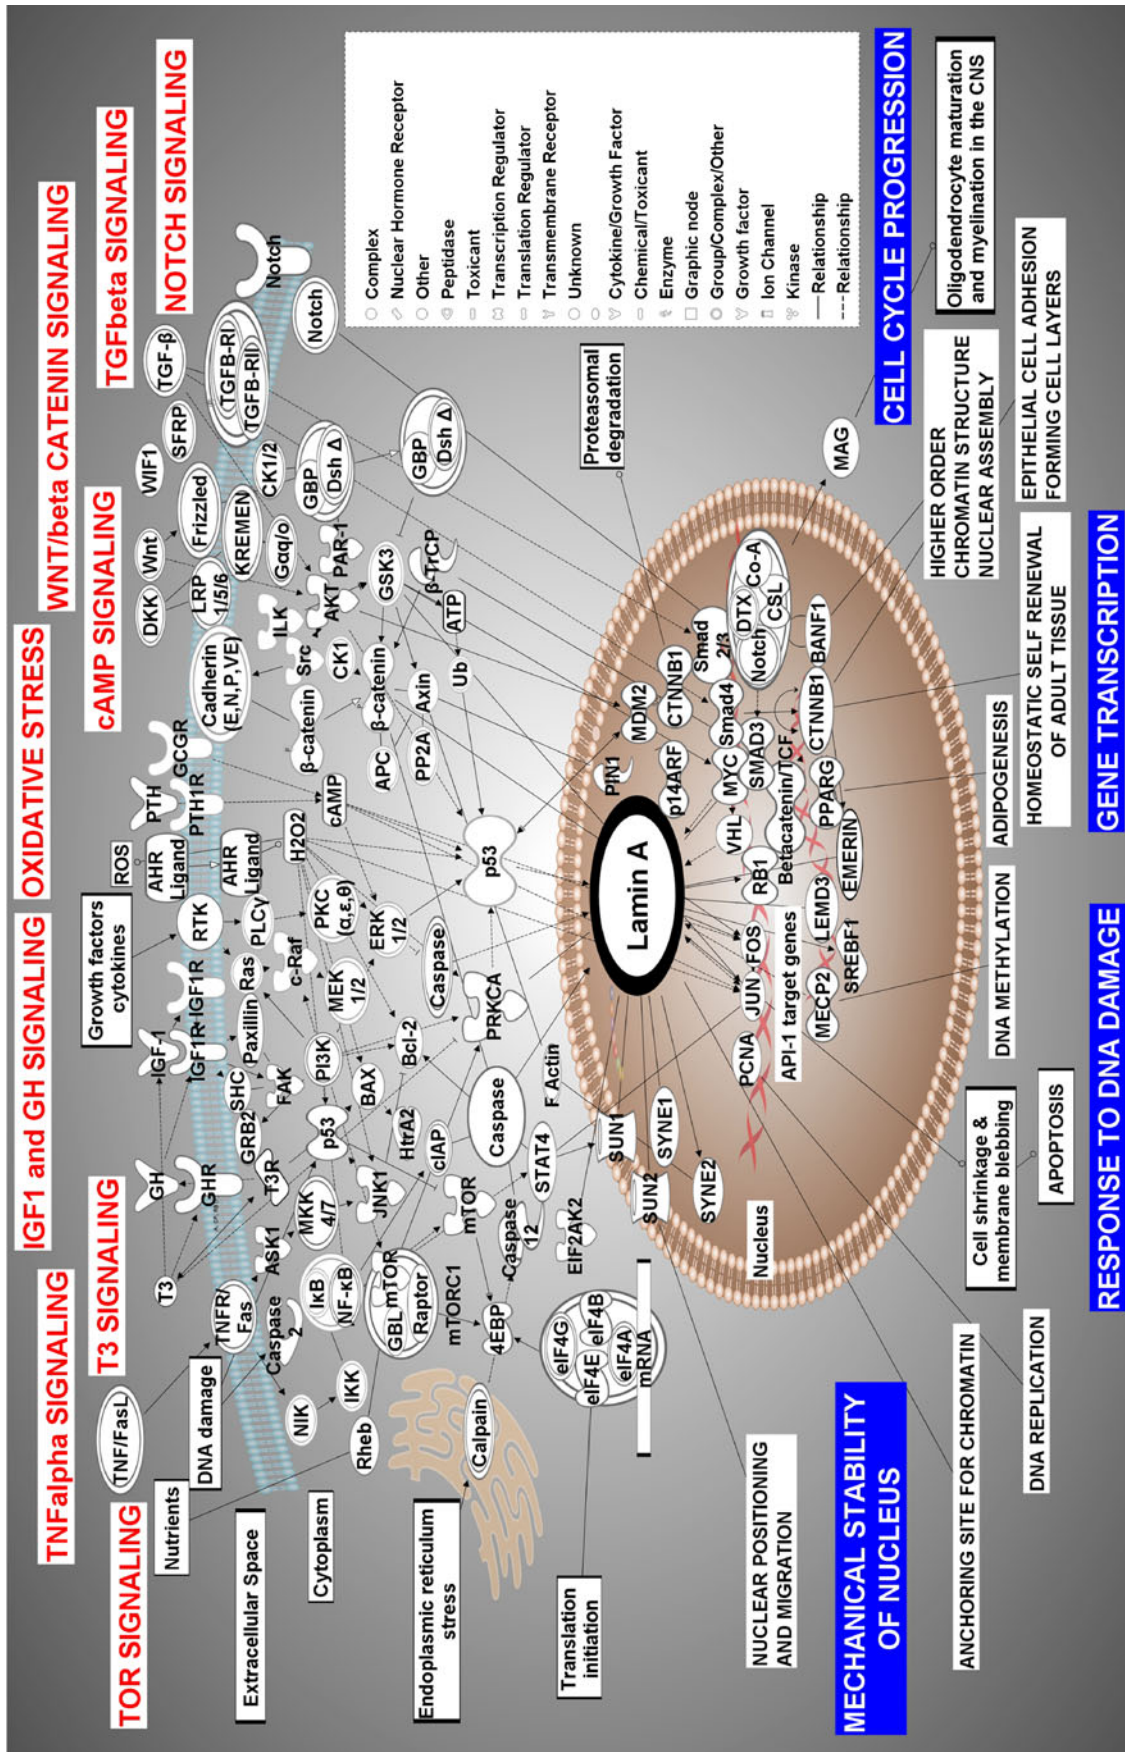 TOR SIGNALING
TNFalpha SIGNALING
T3 SIGNALING
IGF1 and GH SIGNALING
OXIDATIVE STRESS
cAMP SIGNALING
WNT/beta CATENIN SIGNALING
TGFbeta SIGNALING
NOTCH SIGNALING
Nutrients
TNF/FasL
DNA damage
Extracellular Space
Cytoplasm
TNFR/
Fas
T3
GH
GHR
IGF-1
IGF1R
IGF1R
Growth factors
cytokines
RTK
ROS
AHR
Ligand
AHR
Ligand
PTH
PTH1R
GCGR
Cadherin
(E,N,P,VE)
DKK
Wnt
WIF1
SFRP
TGF-β
LRP
1/5/6
Frizzled
KREMEN
TGFB-RI
TGFB-RII
Notch
Notch
Caspase
2
ASK1
T3R
GRB2
SHC
Paxillin
FAK
Ras
PLCγ
H2O2
cAMP
c-Raf
PKC
(α,ε,θ)
ILK
Src
Gαq/o
CK1/2
GBP
Dsh Δ
PAR-1
AKT
CK1
β-catenin
β-catenin
GSK3
GBP
Dsh Δ
β-TrCP
ATP
Ub
Axin
APC
PP2A
NIK
IKK
IκB
NF-κB
MKK
4/7
p53
PI3K
MEK
1/2
ERK
1/2
JNK1
BAX
Bcl-2
Caspase
HtrA2
cIAP
PRKCA
p53
Rheb
GBL
mTOR
Raptor
mTORC1
mTOR
Caspase
Calpain
4EBP
Caspase
12
STAT4
EIF2AK2
F Actin
Endoplasmic reticulum
stress
Translation
initiation
eIF4G
eIF4E
eIF4B
eIF4A
mRNA
Nucleus
SUN1
SUN2
SYNE1
SYNE2
Lamin A
PIN1
MDM2
p14ARF
CTNNB1
Smad
2/3
Smad4
MYC
SMAD3
VHL
RB1
Betacatenin/TCF
Notch
DTX
Co-A
CSL
BANF1
CTNNB1
PPARG
EMERIN
LEMD3
SREBF1
MECP2
FOS
JUN
API-1 target genes
PCNA
Proteasomal
degradation
MAG
Complex
Nuclear Hormone Receptor
Other
Peptidase
Toxicant
Transcription Regulator
Translation Regulator
Transmembrane Receptor
Unknown
Cytokine/Growth Factor
Chemical/Toxicant
Enzyme
Graphic node
Group/Complex/Other
Growth factor
Ion Channel
Kinase
Relationship
Relationship
MECHANICAL STABILITY
OF NUCLEUS
NUCLEAR POSITIONING
AND MIGRATION
ANCHORING SITE FOR CHROMATIN
DNA REPLICATION
RESPONSE TO DNA DAMAGE
Cell shrinkage &
membrane blebbing
APOPTOSIS
DNA METHYLATION
GENE TRANSCRIPTION
ADIPOGENESIS
HOMEOSTATIC SELF RENEWAL
OF ADULT TISSUE
EPITHELIAL CELL ADHESION
FORMING CELL LAYERS
HIGHER ORDER
CHROMATIN STRUCTURE
NUCLEAR ASSEMBLY
CELL CYCLE PROGRESSION
Oligodendrocyte maturation
and myelination in the CNS